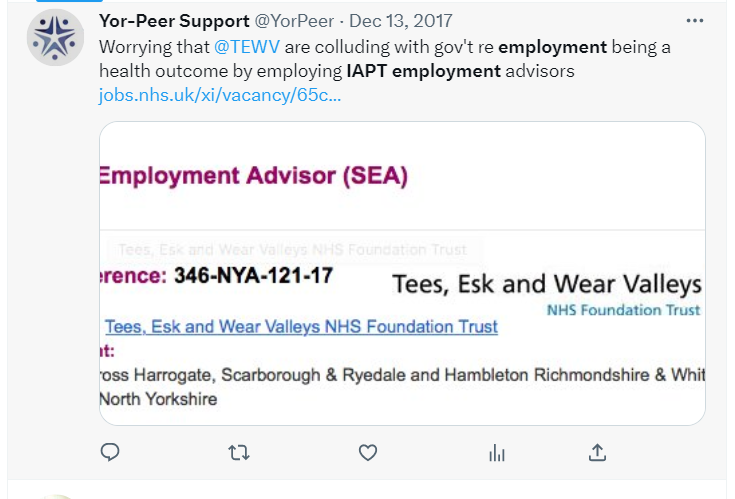 Yor-Peer Support @YorPeer · Dec 13, 2017
Worrying that @TEWV are colluding with gov't re employment being a
health outcome by employing IAPT employment advisors
jobs.nhs.uk/xi/vacancy/65c...
Employment Advisor (SEA)
Tees, Esk and Wear Valleys NHS Foundation Trust
erence: 346-NYA-121-17
Tees, Esk and Wear Valleys
NHS Foundation Trust
Tees, Esk and Wear Valleys NHS Foundation Trust
nt:
ross Harrogate, Scarborough & Ryedale and Hambleton Richmondshire & Whit
North Yorkshire